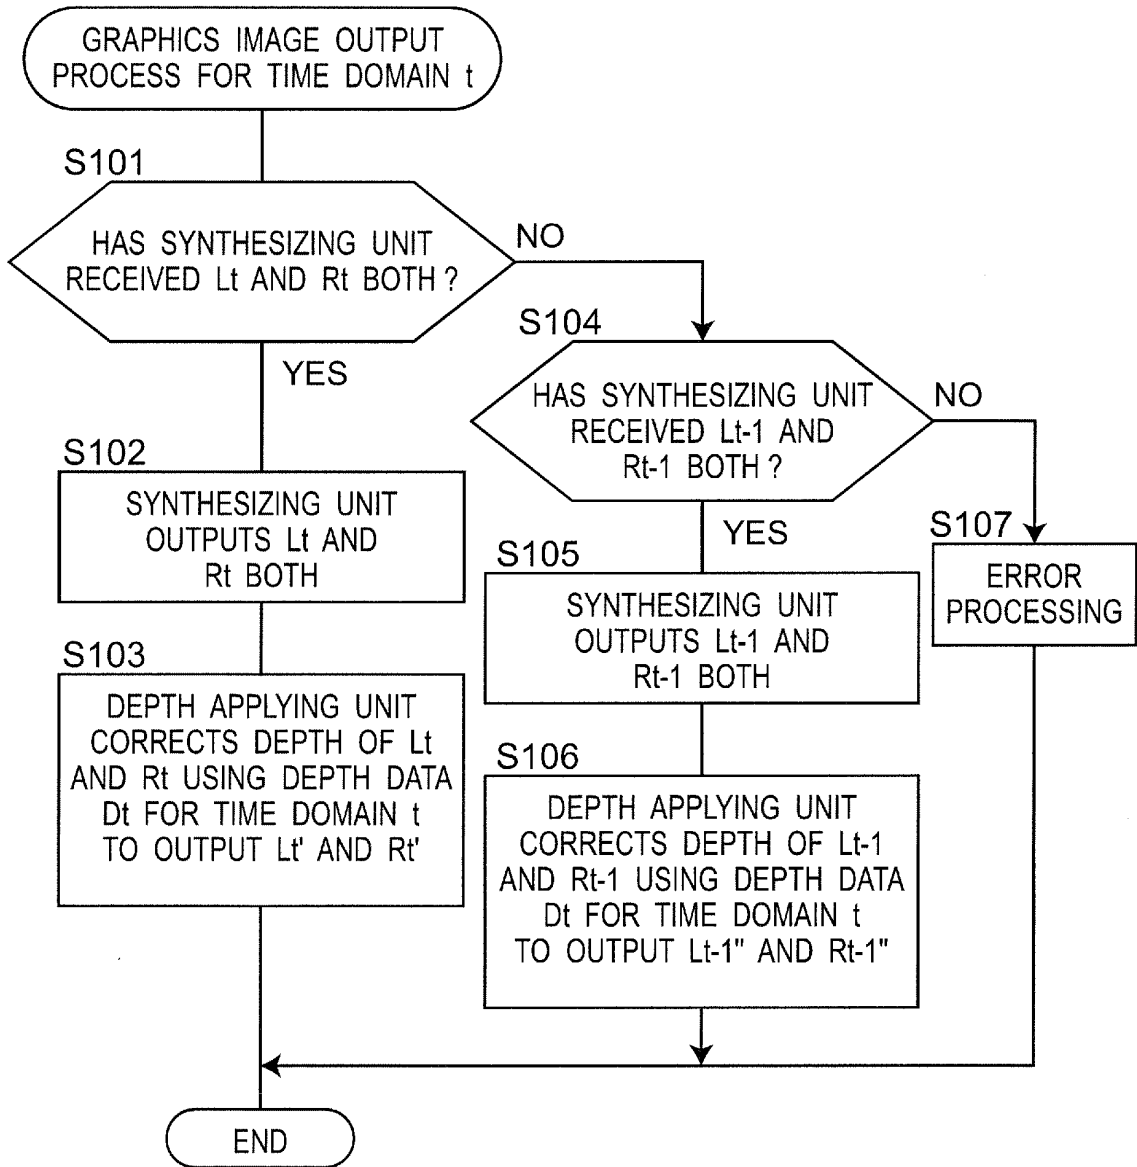 GRAPHICS IMAGE OUTPUT
PROCESS FOR TIME DOMAIN t
S101
HAS SYNTHESIZING UNIT
RECEIVED Lt AND Rt BOTH ?
NO
YES
S102
SYNTHESIZING UNIT
OUTPUTS Lt AND
Rt BOTH
S103
DEPTH APPLYING UNIT
CORRECTS DEPTH OF Lt
AND Rt USING DEPTH DATA
Dt FOR TIME DOMAIN t
TO OUTPUT Lt' AND Rt'
S104
HAS SYNTHESIZING UNIT
RECEIVED Lt-1 AND
Rt-1 BOTH ?
NO
YES
S105
SYNTHESIZING UNIT
OUTPUTS Lt-1 AND
Rt-1 BOTH
S106
DEPTH APPLYING UNIT
CORRECTS DEPTH OF Lt-1
AND Rt-1 USING DEPTH DATA
Dt FOR TIME DOMAIN t
TO OUTPUT Lt-1" AND Rt-1"
S107
ERROR
PROCESSING
END